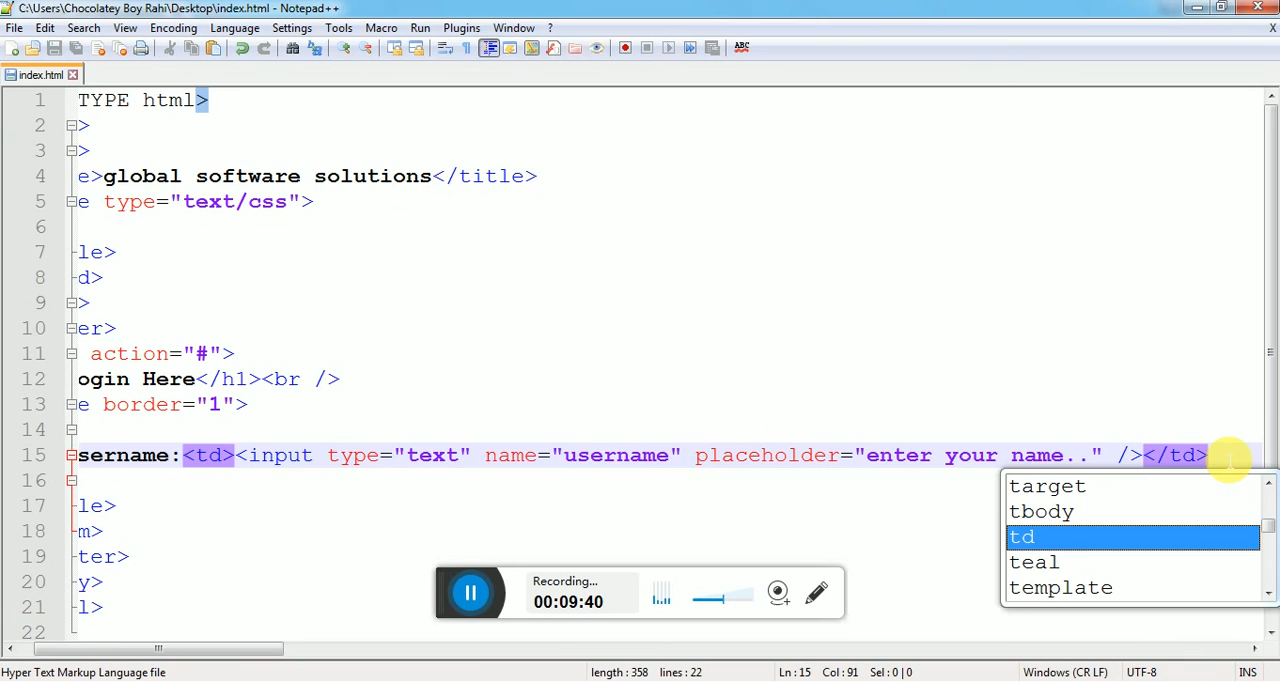 C:\Users\Chocolatey Boy Rahi\Desktop\index.html - Notepad++
File Edit Search View Encoding Language Settings Tools Macro Run Plugins Window ? X
ABC
index.html
1 TYPE html>
2 >
3 >
4 e>global software solutions</title>
5 e type="text/css">
6
7 le>
8 d>
9 >
10 er>
11 action="#">
12 ogin Here</h1><br />
13 e border="1">
14
15 sername:<td><input type="text" name="username" placeholder="enter your name.." /></td>
16
17 le>
18 m>
19 ter>
20 y>
21 l>
22
target
tbody
td
teal
template
Recording...
00:09:40
Hyper Text Markup Language file length : 358 lines : 22 Ln : 15 Col : 91 Sel : 0 | 0 Windows (CR LF) UTF-8 INS